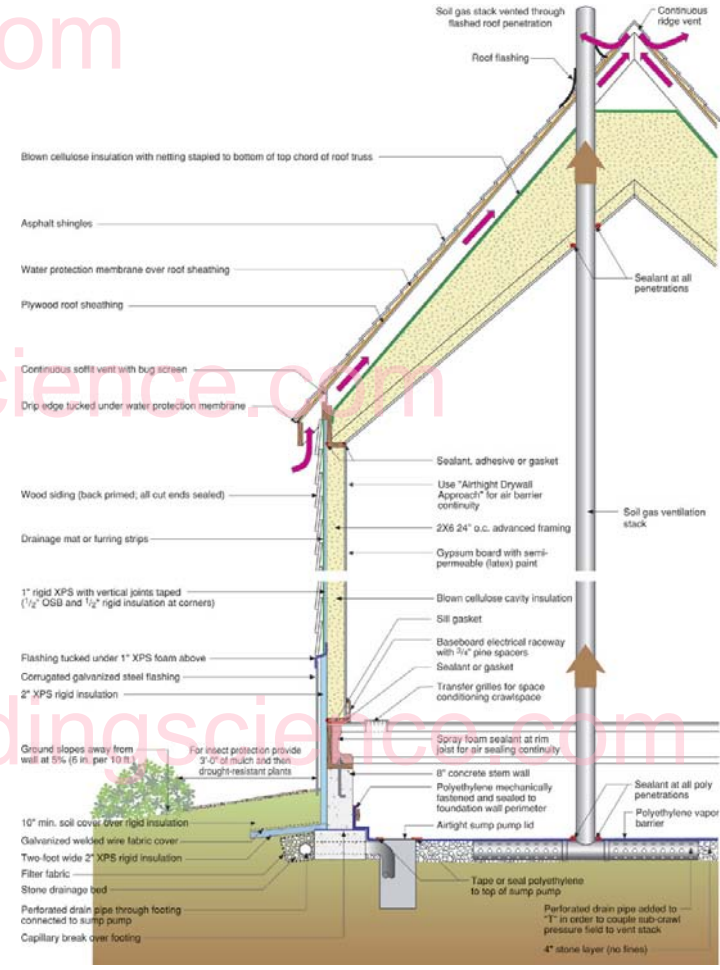 Soil gas stack vented through
flashed roof penetration
Continuous
ridge vent
Roof flashing
Blown cellulose insulation with netting stapled to bottom of top chord of roof truss
Asphalt shingles
Water protection membrane over roof sheathing
Plywood roof sheathing
Sealant at all
penetrations
Continuous soffit vent with bug screen
Drip edge tucked under water protection membrane
Sealant, adhesive or gasket
Use "Airthight Drywall
Approach" for air barrier
continuity
Wood siding (back primed; all cut ends sealed)
Soil gas ventilation
stack
2X6 24" o.c. advanced framing
Drainage mat or furring strips
Gypsum board with semi-
permeable (latex) paint
1" rigid XPS with vertical joints taped
(1/2" OSB and 1/2" rigid insulation at corners)
Blown cellulose cavity insulation
Sill gasket
Baseboard electrical raceway
with 3/4" pine spacers
Flashing tucked under 1" XPS foam above
Sealant or gasket
Corrugated galvanized steel flashing
2" XPS rigid insulation
Transfer grilles for space
conditioning crawlspace
Ground slopes away from
wall at 5% (6 in. per 10 ft.)
For insect protection provide
3'-0" of mulch and then
drought-resistant plants
Spray foam sealant at rim
joist for air sealing continuity
8" concrete stem wall
Polyethylene mechanically
fastened and sealed to
foundation wall perimeter
Sealant at all poly
penetrations
Polyethylene vapor
barrier
10" min. soil cover over rigid insulation
Airtight sump pump lid
Galvanized welded wire fabric cover
Two-foot wide 2" XPS rigid insulation
Filter fabric
Stone drainage bed
Tape or seal polyethylene
to top of sump pump
Perforated drain pipe through footing
connected to sump pump
Perforated drain pipe added to
"T" in order to couple sub-crawl
pressure field to vent stack
Capillary break over footing
4" stone layer (no fines)
om
cience.com
dingscience.com